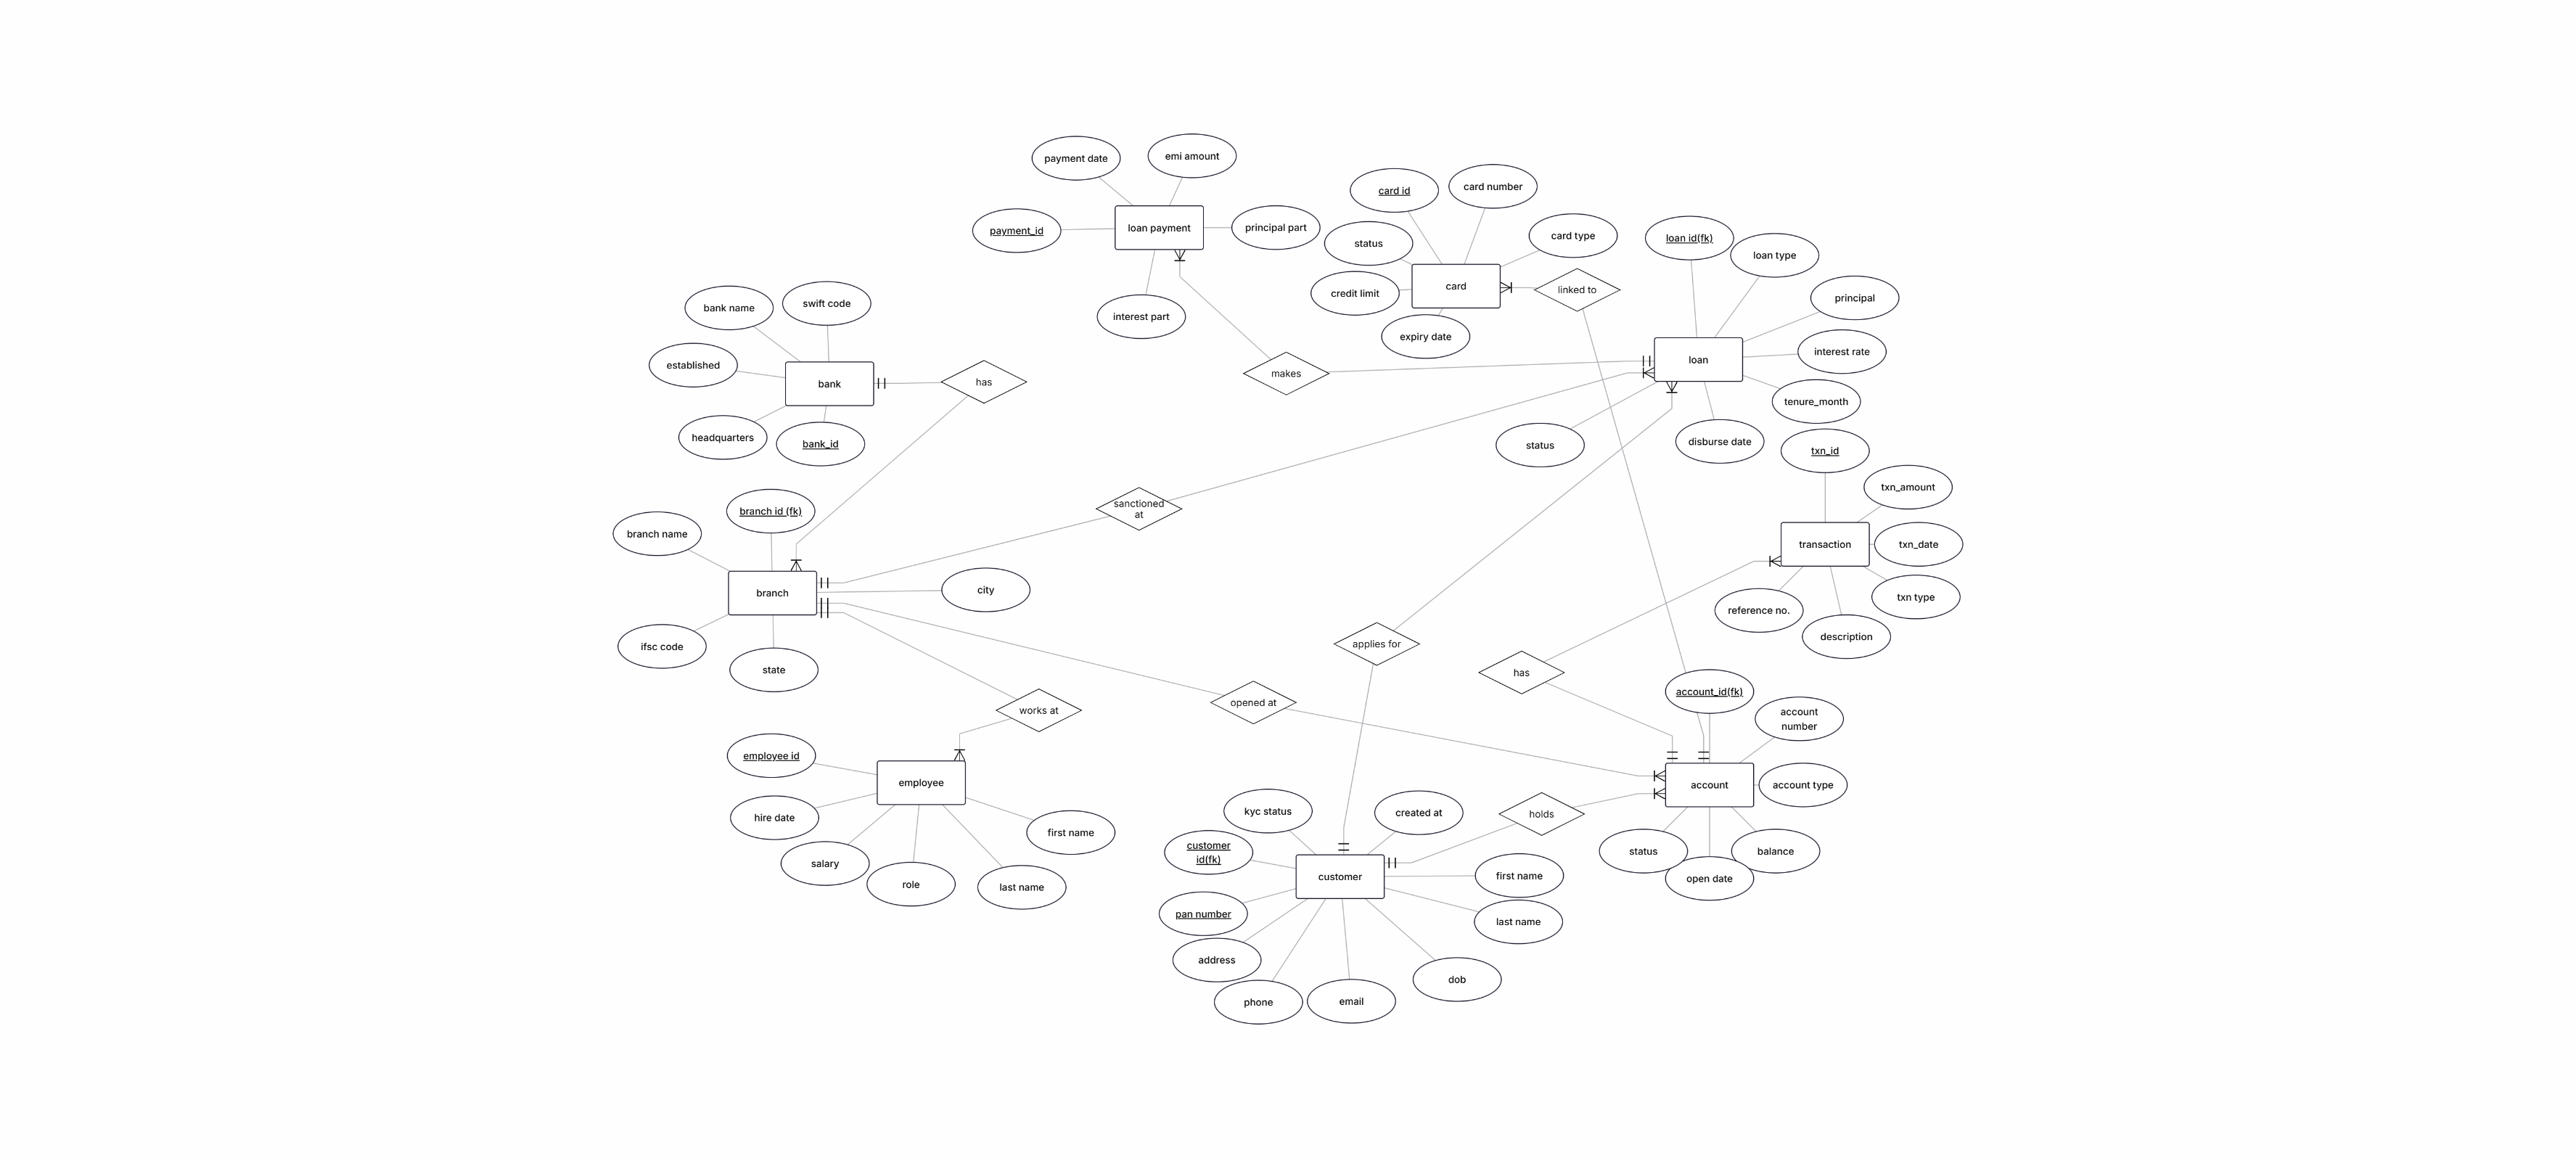 payment date
emi amount
payment_id
loan payment
principal part
interest part
card id
card number
status
card type
card
credit limit
linked to
expiry date
loan id(fk)
loan type
principal
loan
interest rate
tenure_month
disburse date
status
makes
bank name
swift code
established
bank
has
headquarters
bank_id
sanctioned
at
branch id (fk)
branch name
branch
city
ifsc code
state
txn_id
txn_amount
transaction
txn_date
txn type
reference no.
description
applies for
has
works at
opened at
account_id(fk)
account
number
account
account type
status
open date
balance
employee id
employee
hire date
salary
role
last name
first name
holds
kyc status
created at
customer
id(fk)
customer
first name
pan number
last name
address
phone
email
dob